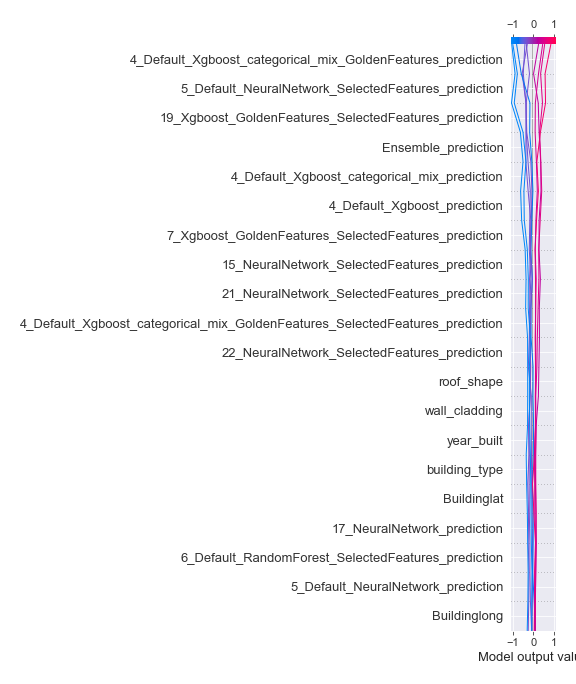 −1 0 1
4_Default_Xgboost_categorical_mix_GoldenFeatures_prediction
5_Default_NeuralNetwork_SelectedFeatures_prediction
19_Xgboost_GoldenFeatures_SelectedFeatures_prediction
Ensemble_prediction
4_Default_Xgboost_categorical_mix_prediction
4_Default_Xgboost_prediction
7_Xgboost_GoldenFeatures_SelectedFeatures_prediction
15_NeuralNetwork_SelectedFeatures_prediction
21_NeuralNetwork_SelectedFeatures_prediction
4_Default_Xgboost_categorical_mix_GoldenFeatures_SelectedFeatures_prediction
22_NeuralNetwork_SelectedFeatures_prediction
roof_shape
wall_cladding
year_built
building_type
Buildinglat
17_NeuralNetwork_prediction
6_Default_RandomForest_SelectedFeatures_prediction
5_Default_NeuralNetwork_prediction
Buildinglong
−1 0 1
Model output valu